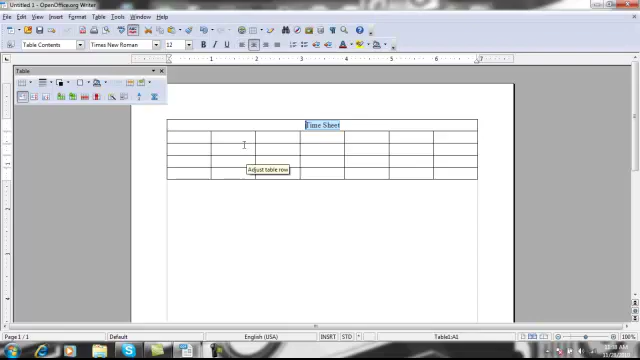 Untitled 1 - OpenOffice.org Writer
File Edit View Insert Format Table Tools Window Help
Table Contents Times New Roman 12
Table
Time Sheet
Adjust table row
Page 1 / 1 Default English (USA) INSRT STD * Table1:A1 100%